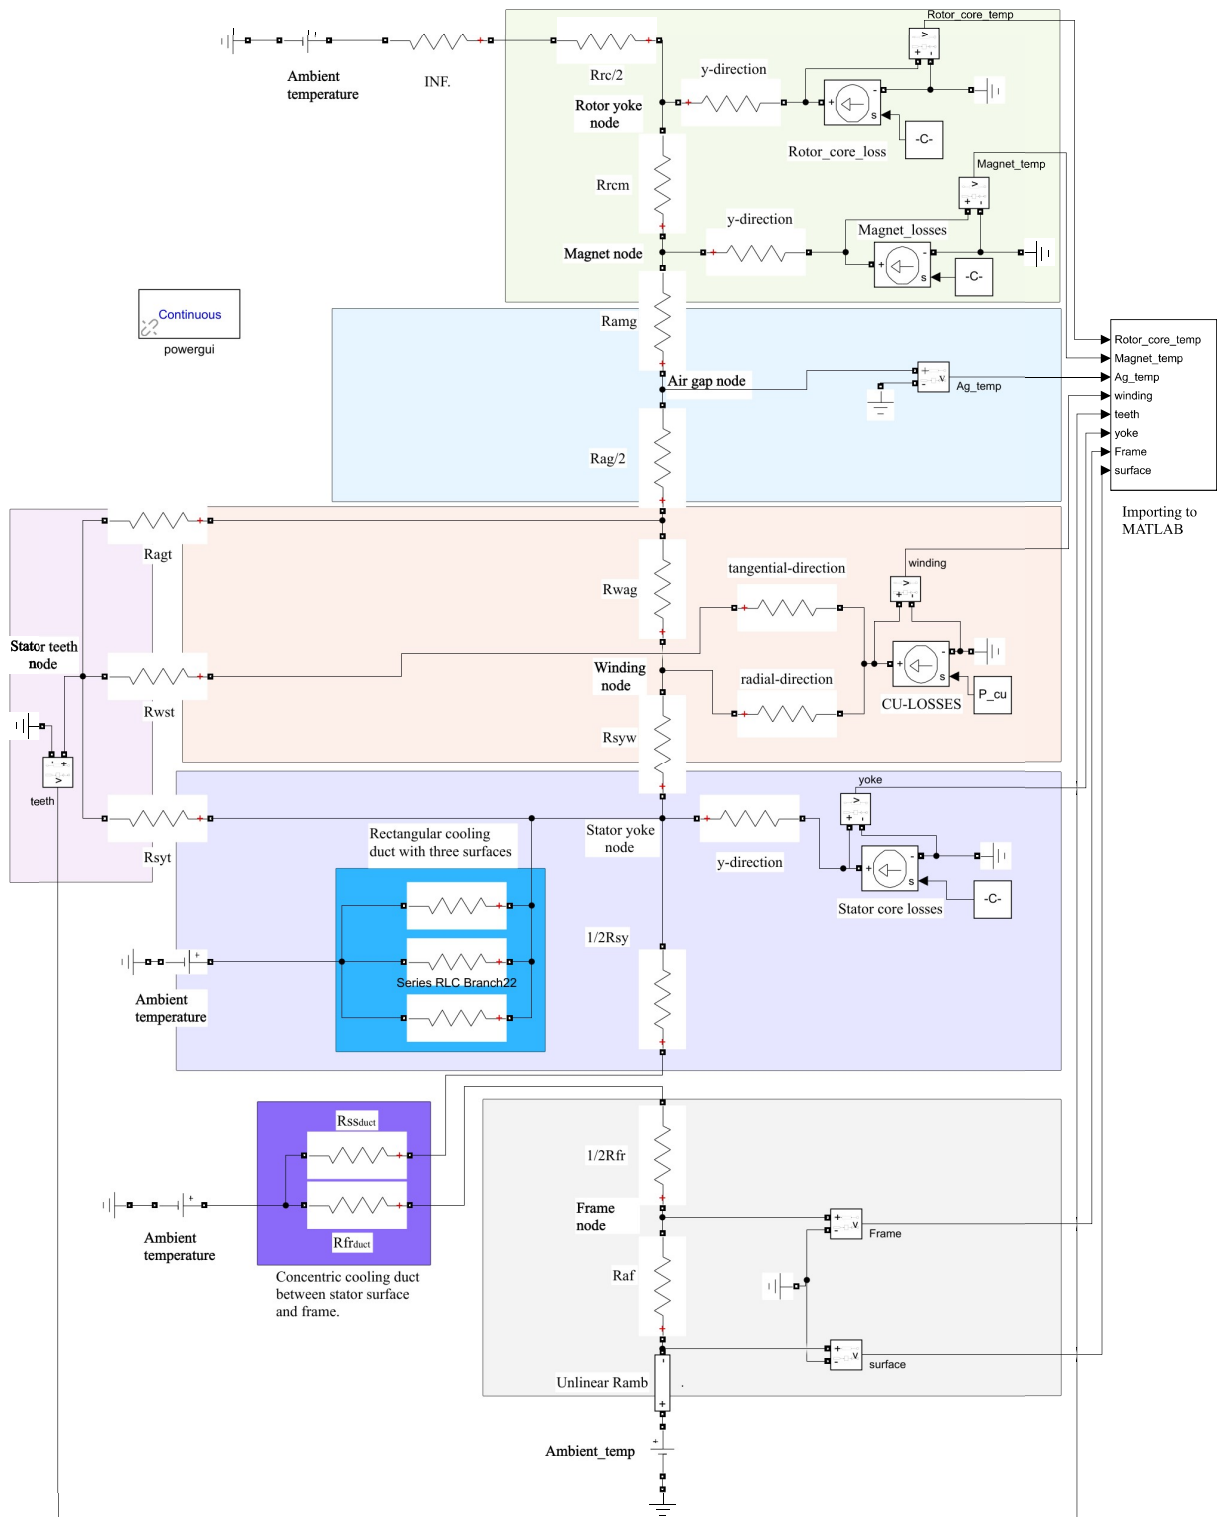 Rotor_core_temp
Ambient
temperature
INF.
Rrc/2
y-direction
+
-
v
+
-
s
Rotor yoke
node
-C-
Rotor_core_loss
Magnet_temp
Rrcm
v
+
-
y-direction
Magnet_losses
Magnet node
+
-
s
-C-
Continuous
powergui
Ramg
Rotor_core_temp
Magnet_temp
Ag_temp
winding
teeth
yoke
Frame
surface
Air gap node
+
-
v
Ag_temp
Rag/2
Importing to
MATLAB
Ragt
winding
v
+
-
tangential-direction
Rwag
Stator teeth
node
Winding
node
radial-direction
+
-
s
P_cu
CU-LOSSES
Rwst
Rsyw
-
+
v
teeth
yoke
v
+
-
Rsyt
Rectangular cooling
duct with three surfaces
Stator yoke
node
y-direction
+
-
s
-C-
Stator core losses
1/2Rsy
Series RLC Branch22
+
Ambient
temperature
Rssduct
1/2Rfr
+
Rfrduct
Ambient
temperature
Frame
node
+
-
v
Frame
Concentric cooling duct
between stator surface
and frame.
Raf
+
-
v
surface
Unlinear Ramb
-
+
.
Ambient_temp
+